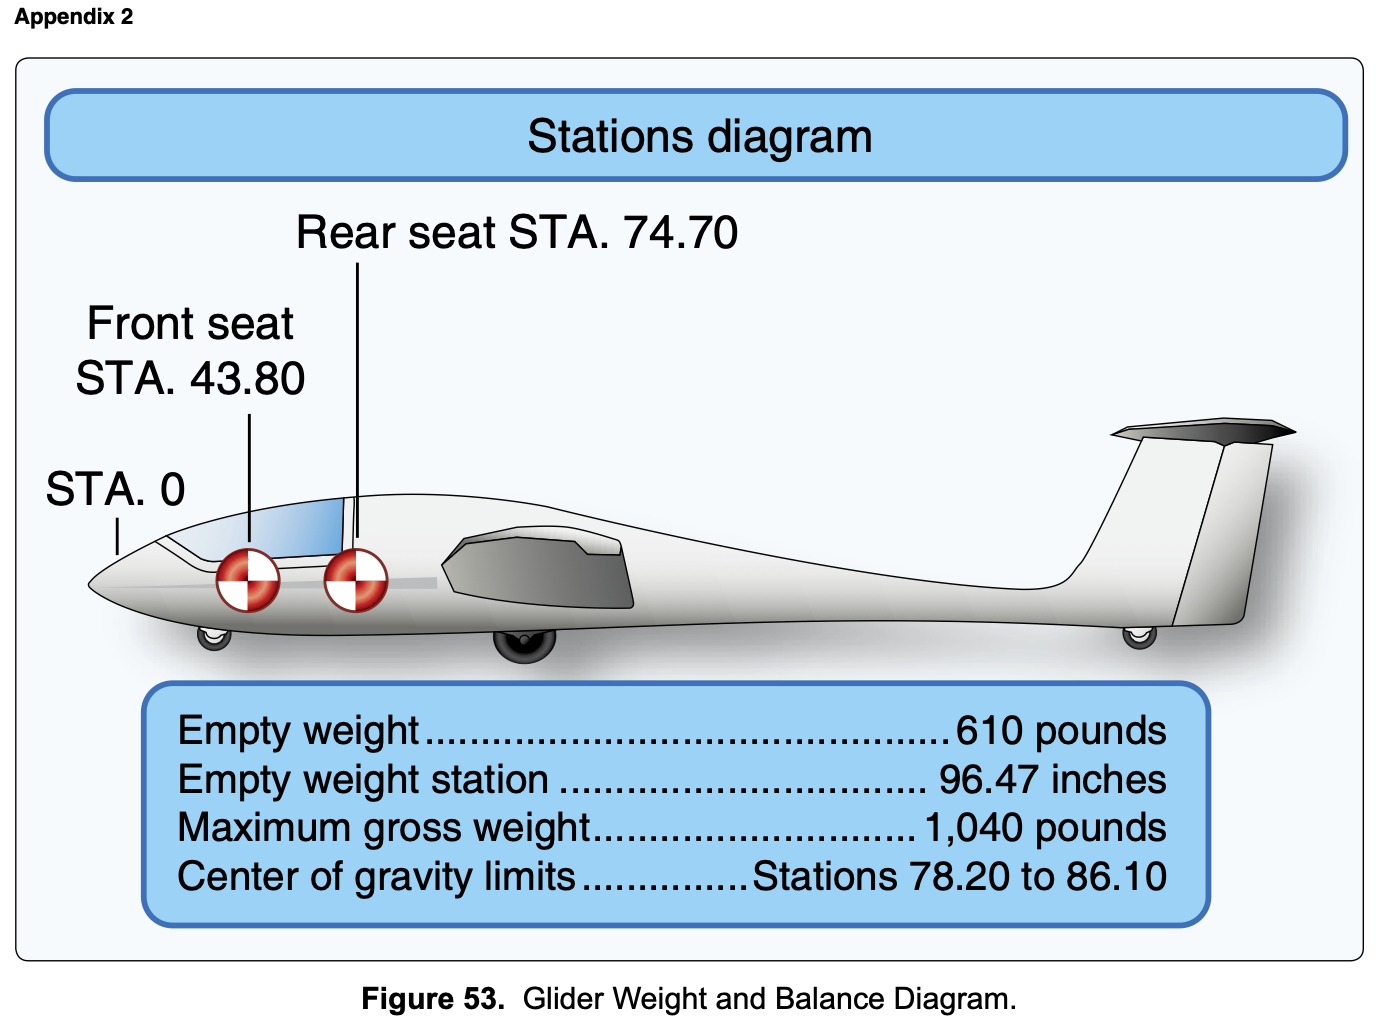 Appendix 2
Stations diagram
Rear seat STA. 74.70
Front seat
STA. 43.80
STA. 0
Empty weight................................................610 pounds
Empty weight station .................................. 96.47 inches
Maximum gross weight............................. 1,040 pounds
Center of gravity limits...............Stations 78.20 to 86.10
Figure 53. Glider Weight and Balance Diagram.